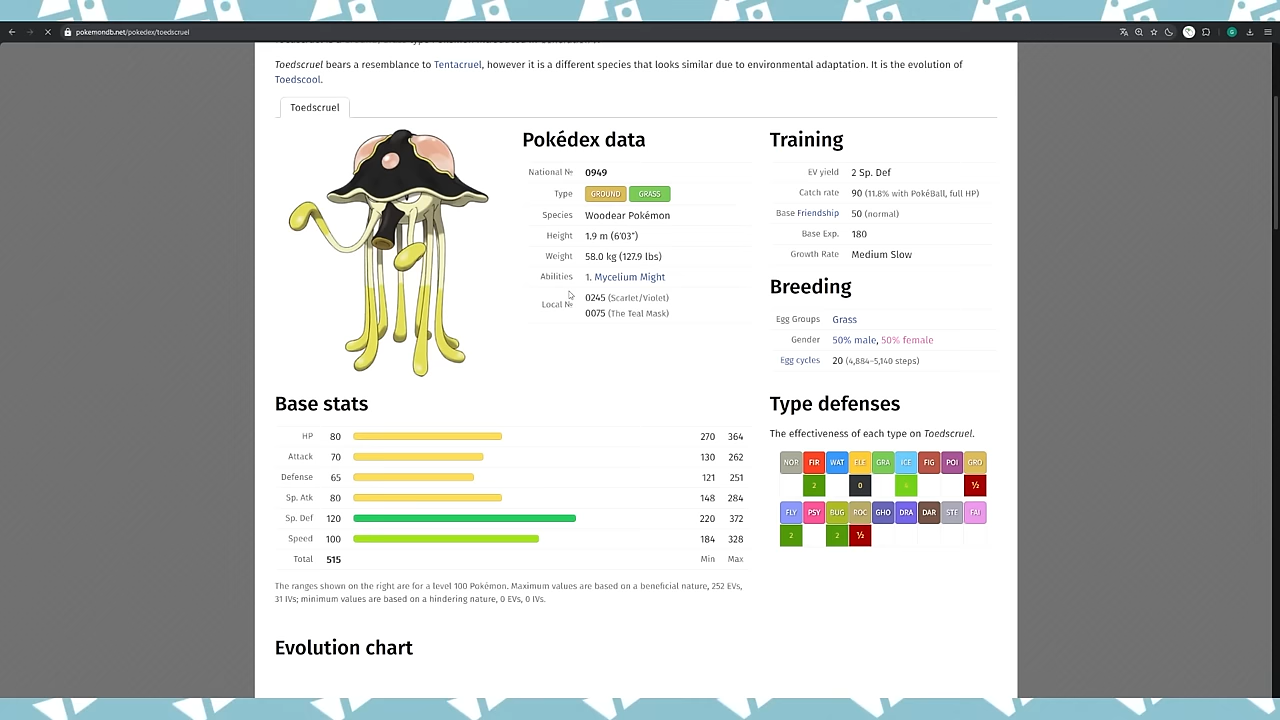 pokemondb.net/pokedex/toedscruel
Toedscruel bears a resemblance to Tentacruel, however it is a different species that looks similar due to environmental adaptation. It is the evolution of
Toedscool.
Toedscruel
Pokédex data
National № 0949
Type GROUND GRASS
Species Woodear Pokémon
Height 1.9 m (6′03″)
Weight 58.0 kg (127.9 lbs)
Abilities 1. Mycelium Might
Local № 0245 (Scarlet/Violet)
0075 (The Teal Mask)
Training
EV yield 2 Sp. Def
Catch rate 90 (11.8% with PokéBall, full HP)
Base Friendship 50 (normal)
Base Exp. 180
Growth Rate Medium Slow
Breeding
Egg Groups Grass
Gender 50% male, 50% female
Egg cycles 20 (4,884–5,140 steps)
Base stats
HP 80 270 364
Attack 70 130 262
Defense 65 121 251
Sp. Atk 80 148 284
Sp. Def 120 220 372
Speed 100 184 328
Total 515 Min Max
The ranges shown on the right are for a level 100 Pokémon. Maximum values are based on a beneficial nature, 252 EVs,
31 IVs; minimum values are based on a hindering nature, 0 EVs, 0 IVs.
Type defenses
The effectiveness of each type on Toedscruel.
NOR FIR WAT ELE GRA ICE FIG POI GRO
2 0 4 ½
FLY PSY BUG ROC GHO DRA DAR STE FAI
2 2 ½
Evolution chart